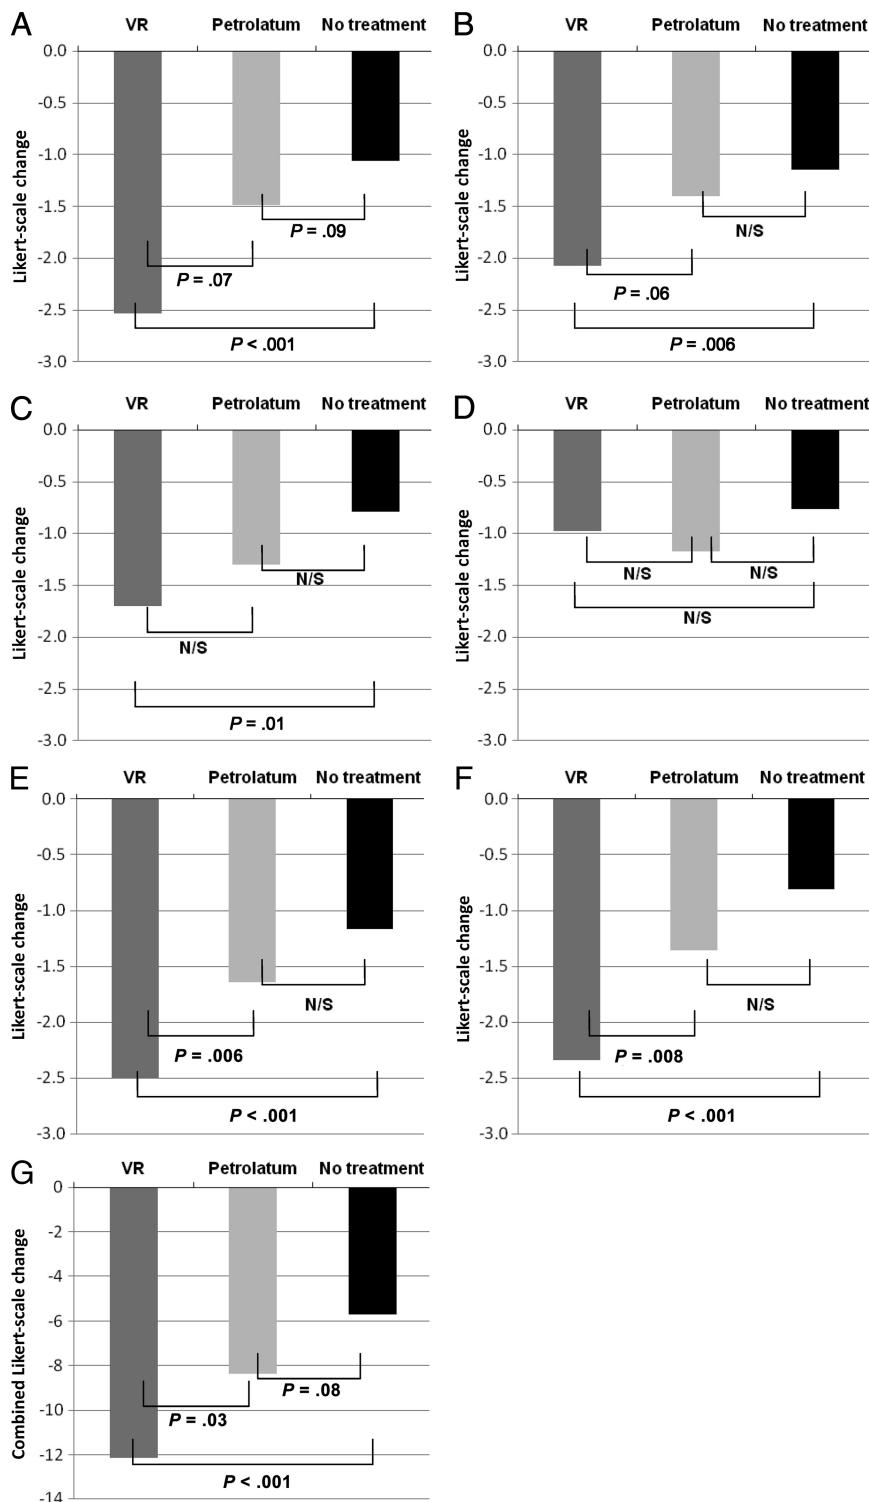 A
VR Petrolatum No treatment
0.0
-0.5
-1.0
-1.5
-2.0
-2.5
-3.0
Likert-scale change
P = .09
P = .07
P < .001
B
VR Petrolatum No treatment
0.0
-0.5
-1.0
-1.5
-2.0
-2.5
-3.0
Likert-scale change
N/S
P = .06
P = .006
C
VR Petrolatum No treatment
0.0
-0.5
-1.0
-1.5
-2.0
-2.5
-3.0
Likert-scale change
N/S
N/S
P = .01
D
VR Petrolatum No treatment
0.0
-0.5
-1.0
-1.5
-2.0
-2.5
-3.0
Likert-scale change
N/S N/S
N/S
E
VR Petrolatum No treatment
0.0
-0.5
-1.0
-1.5
-2.0
-2.5
-3.0
Likert-scale change
N/S
P = .006
P < .001
F
VR Petrolatum No treatment
0.0
-0.5
-1.0
-1.5
-2.0
-2.5
-3.0
Likert-scale change
N/S
P = .008
P < .001
G
VR Petrolatum No treatment
0
-2
-4
-6
-8
-10
-12
-14
Combined Likert-scale change
P = .08
P = .03
P < .001